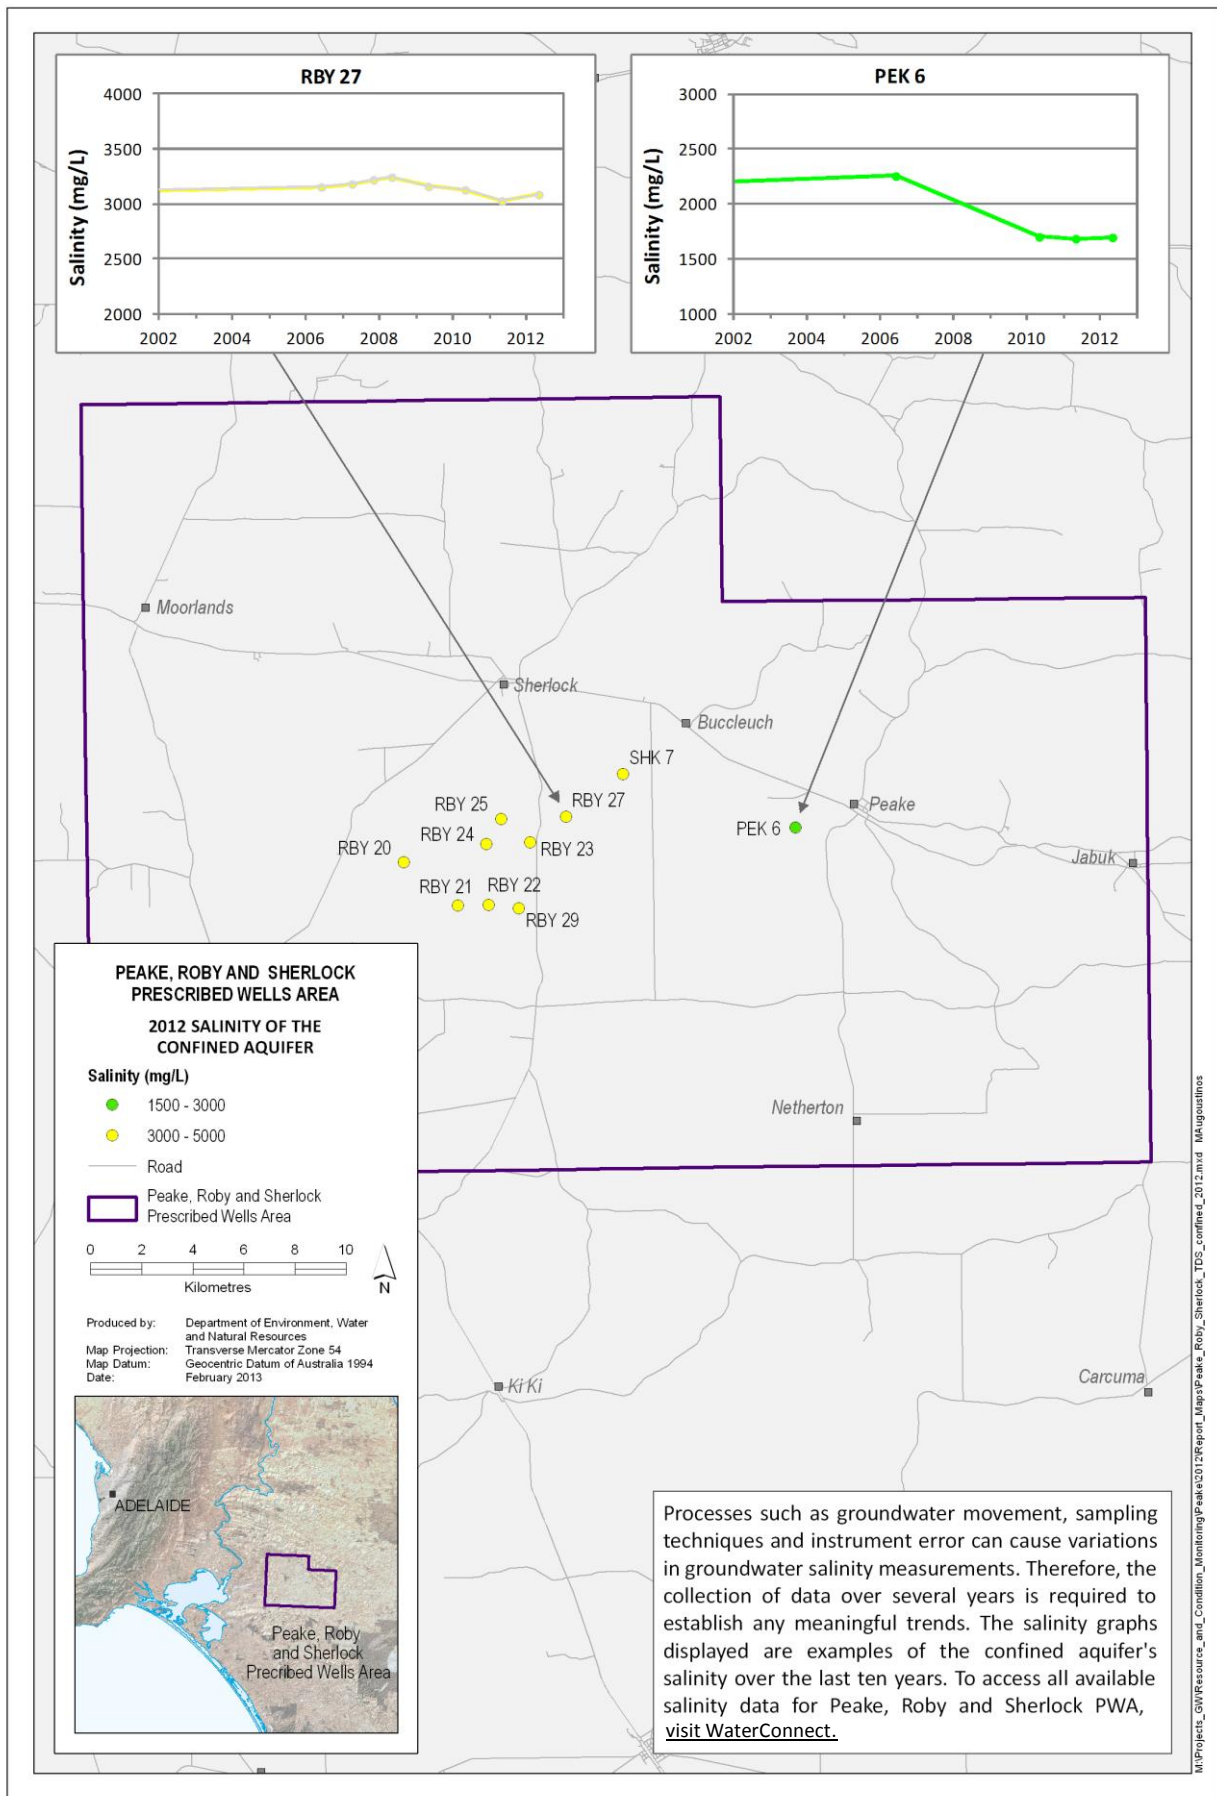 RBY 27
4000
3500
3000
2500
2000
Salinity (mg/L)
2002 2004 2006 2008 2010 2012
PEK 6
3000
2500
2000
1500
1000
Salinity (mg/L)
2002 2004 2006 2008 2010 2012
Moorlands
Sherlock
Buccleuch
SHK 7
RBY 27
RBY 25
RBY 24
RBY 23
RBY 20
RBY 21
RBY 22
RBY 29
PEK 6
Peake
Jabuk
Netherton
Ki Ki
Carcuma
PEAKE, ROBY AND SHERLOCK
PRESCRIBED WELLS AREA
2012 SALINITY OF THE
CONFINED AQUIFER
Salinity (mg/L)
1500 - 3000
3000 - 5000
Road
Peake, Roby and Sherlock
Prescribed Wells Area
0 2 4 6 8 10
Kilometres
N
Produced by: Department of Environment, Water
and Natural Resources
Map Projection: Transverse Mercator Zone 54
Map Datum: Geocentric Datum of Australia 1994
Date: February 2013
ADELAIDE
Peake, Roby
and Sherlock
Precribed Wells Area
Processes such as groundwater movement, sampling
techniques and instrument error can cause variations
in groundwater salinity measurements. Therefore, the
collection of data over several years is required to
establish any meaningful trends. The salinity graphs
displayed are examples of the confined aquifer's
salinity over the last ten years. To access all available
salinity data for Peake, Roby and Sherlock PWA,
visit WaterConnect.
M:\Projects_GW\Resource_and_Condition_Monitoring\Peake\2012\Report_Maps\Peake_Roby_Sherlock_TDS_confined_2012.mxd MAugoustinos